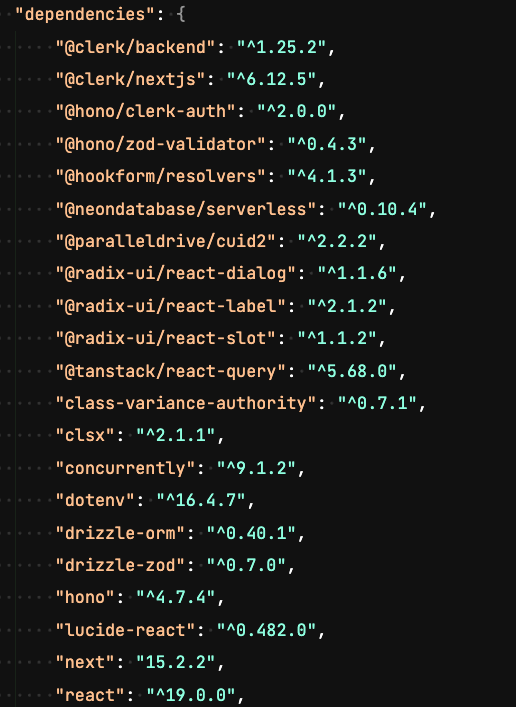 "dependencies": {
"@clerk/backend": "^1.25.2",
"@clerk/nextjs": "^6.12.5",
"@hono/clerk-auth": "^2.0.0",
"@hono/zod-validator": "^0.4.3",
"@hookform/resolvers": "^4.1.3",
"@neondatabase/serverless": "^0.10.4",
"@paralleldrive/cuid2": "^2.2.2",
"@radix-ui/react-dialog": "^1.1.6",
"@radix-ui/react-label": "^2.1.2",
"@radix-ui/react-slot": "^1.1.2",
"@tanstack/react-query": "^5.68.0",
"class-variance-authority": "^0.7.1",
"clsx": "^2.1.1",
"concurrently": "^9.1.2",
"dotenv": "^16.4.7",
"drizzle-orm": "^0.40.1",
"drizzle-zod": "^0.7.0",
"hono": "^4.7.4",
"lucide-react": "^0.482.0",
"next": "15.2.2",
"react": "^19.0.0",